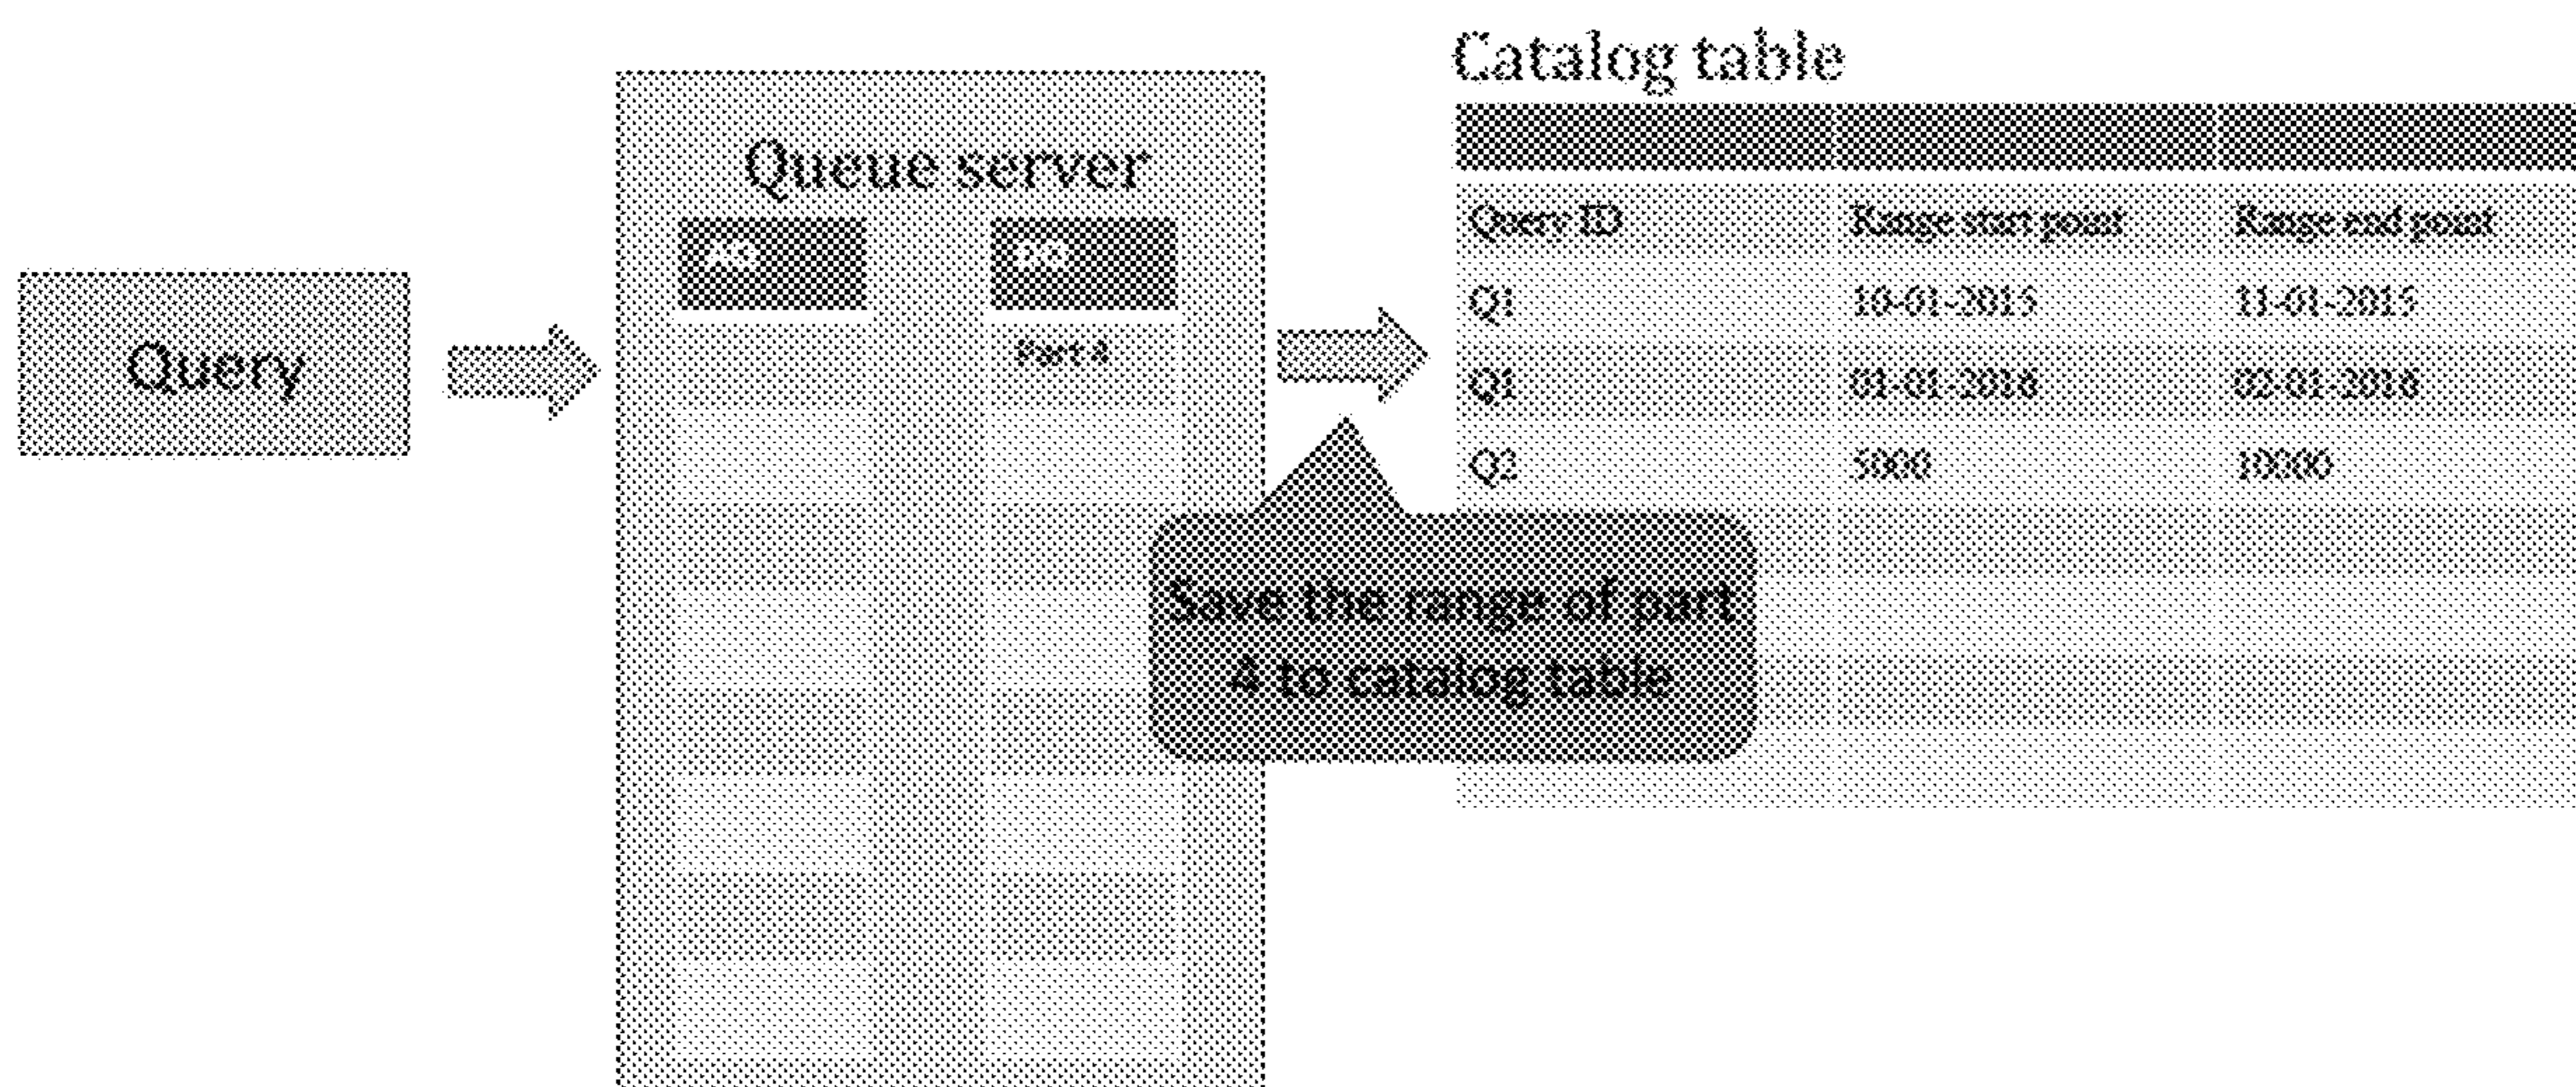 Catalog table
Queue server
Query
Part 4
Query ID Range start point Range end point
Q1 10-01-2015 11-01-2015
Q1 01-01-2016 02-01-2016
Q2 5000 10000
Save the range of part
4 to catalog table